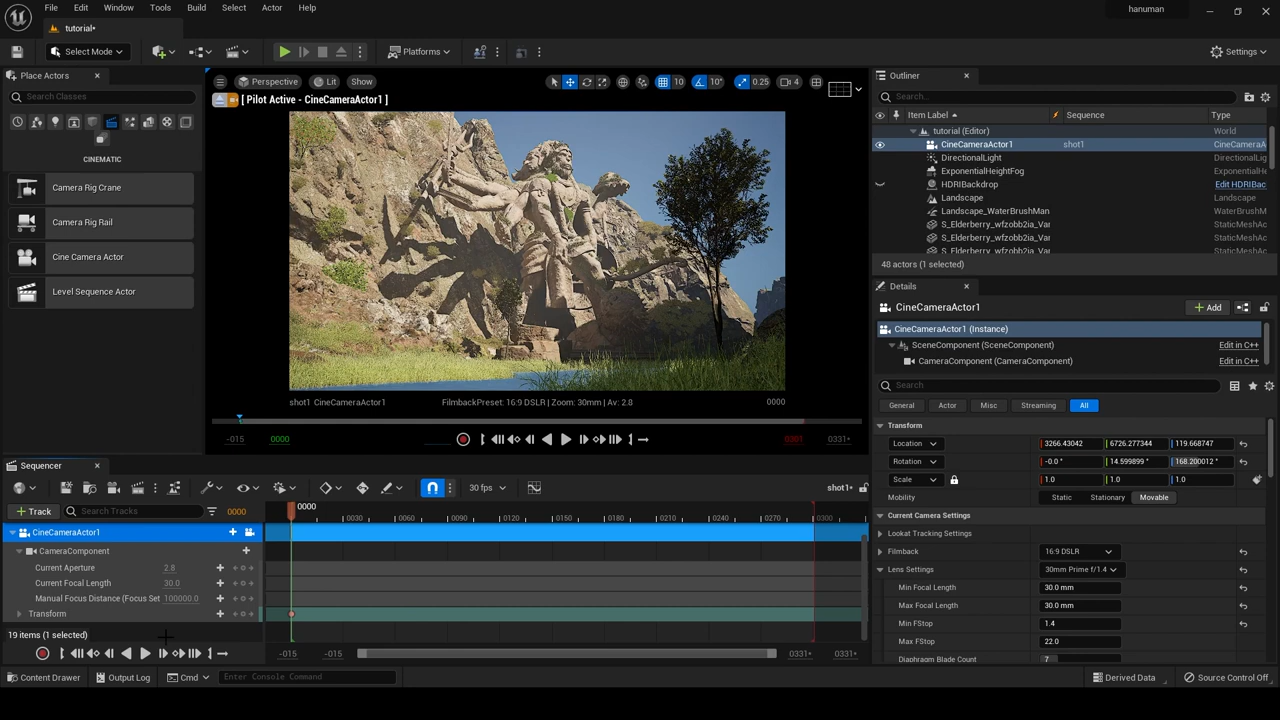 File Edit Window Tools Build Select Actor Help
hanuman
tutorial•
Select Mode
Platforms
Settings
Place Actors
Search Classes
CINEMATIC
Camera Rig Crane
Camera Rig Rail
Cine Camera Actor
Level Sequence Actor
Perspective Lit Show
10 10° 0.25 4
[ Pilot Active - CineCameraActor1 ]
shot1 CineCameraActor1 FilmbackPreset: 16:9 DSLR | Zoom: 30mm | Av: 2.8 0000
-015 0000 0301 0331+
Outliner
Search...
Item Label Sequence Type
tutorial (Editor) World
CineCameraActor1 shot1 CineCameraA
DirectionalLight DirectionalLi
ExponentialHeightFog ExponentialHe
HDRIBackdrop Edit HDRIBac
Landscape Landscape
Landscape_WaterBrushMan WaterBrushM
S_Elderberry_wfzobb2ia_Var StaticMeshAc
S_Elderberry_wfzobb2ia_Var StaticMeshAc
48 actors (1 selected)
Details
CineCameraActor1
Add
CineCameraActor1 (Instance)
SceneComponent (SceneComponent) Edit in C++
CameraComponent (CameraComponent) Edit in C++
Search
General Actor Misc Streaming All
Transform
Location 3266.43042 6726.277344 119.668747
Rotation -0.0 ° 14.599899 ° 168.200012 °
Scale 1.0 1.0 1.0
Mobility Static Stationary Movable
Current Camera Settings
Lookat Tracking Settings
Filmback 16:9 DSLR
Lens Settings 30mm Prime f/1.4
Min Focal Length 30.0 mm
Max Focal Length 30.0 mm
Min FStop 1.4
Max FStop 22.0
Diaphragm Blade Count 7
Sequencer
30 fps
shot1•
Track
Search Tracks
0000
0000
0030 0060 0090 0120 0150 0180 0210 0240 0270 0300
CineCameraActor1
CameraComponent
Current Aperture 2.8
Current Focal Length 30.0
Manual Focus Distance (Focus Set 100000.0
Transform
19 items (1 selected)
-015 -015 0331+ 0331+
Content Drawer Output Log Cmd Enter Console Command
Derived Data Source Control Off